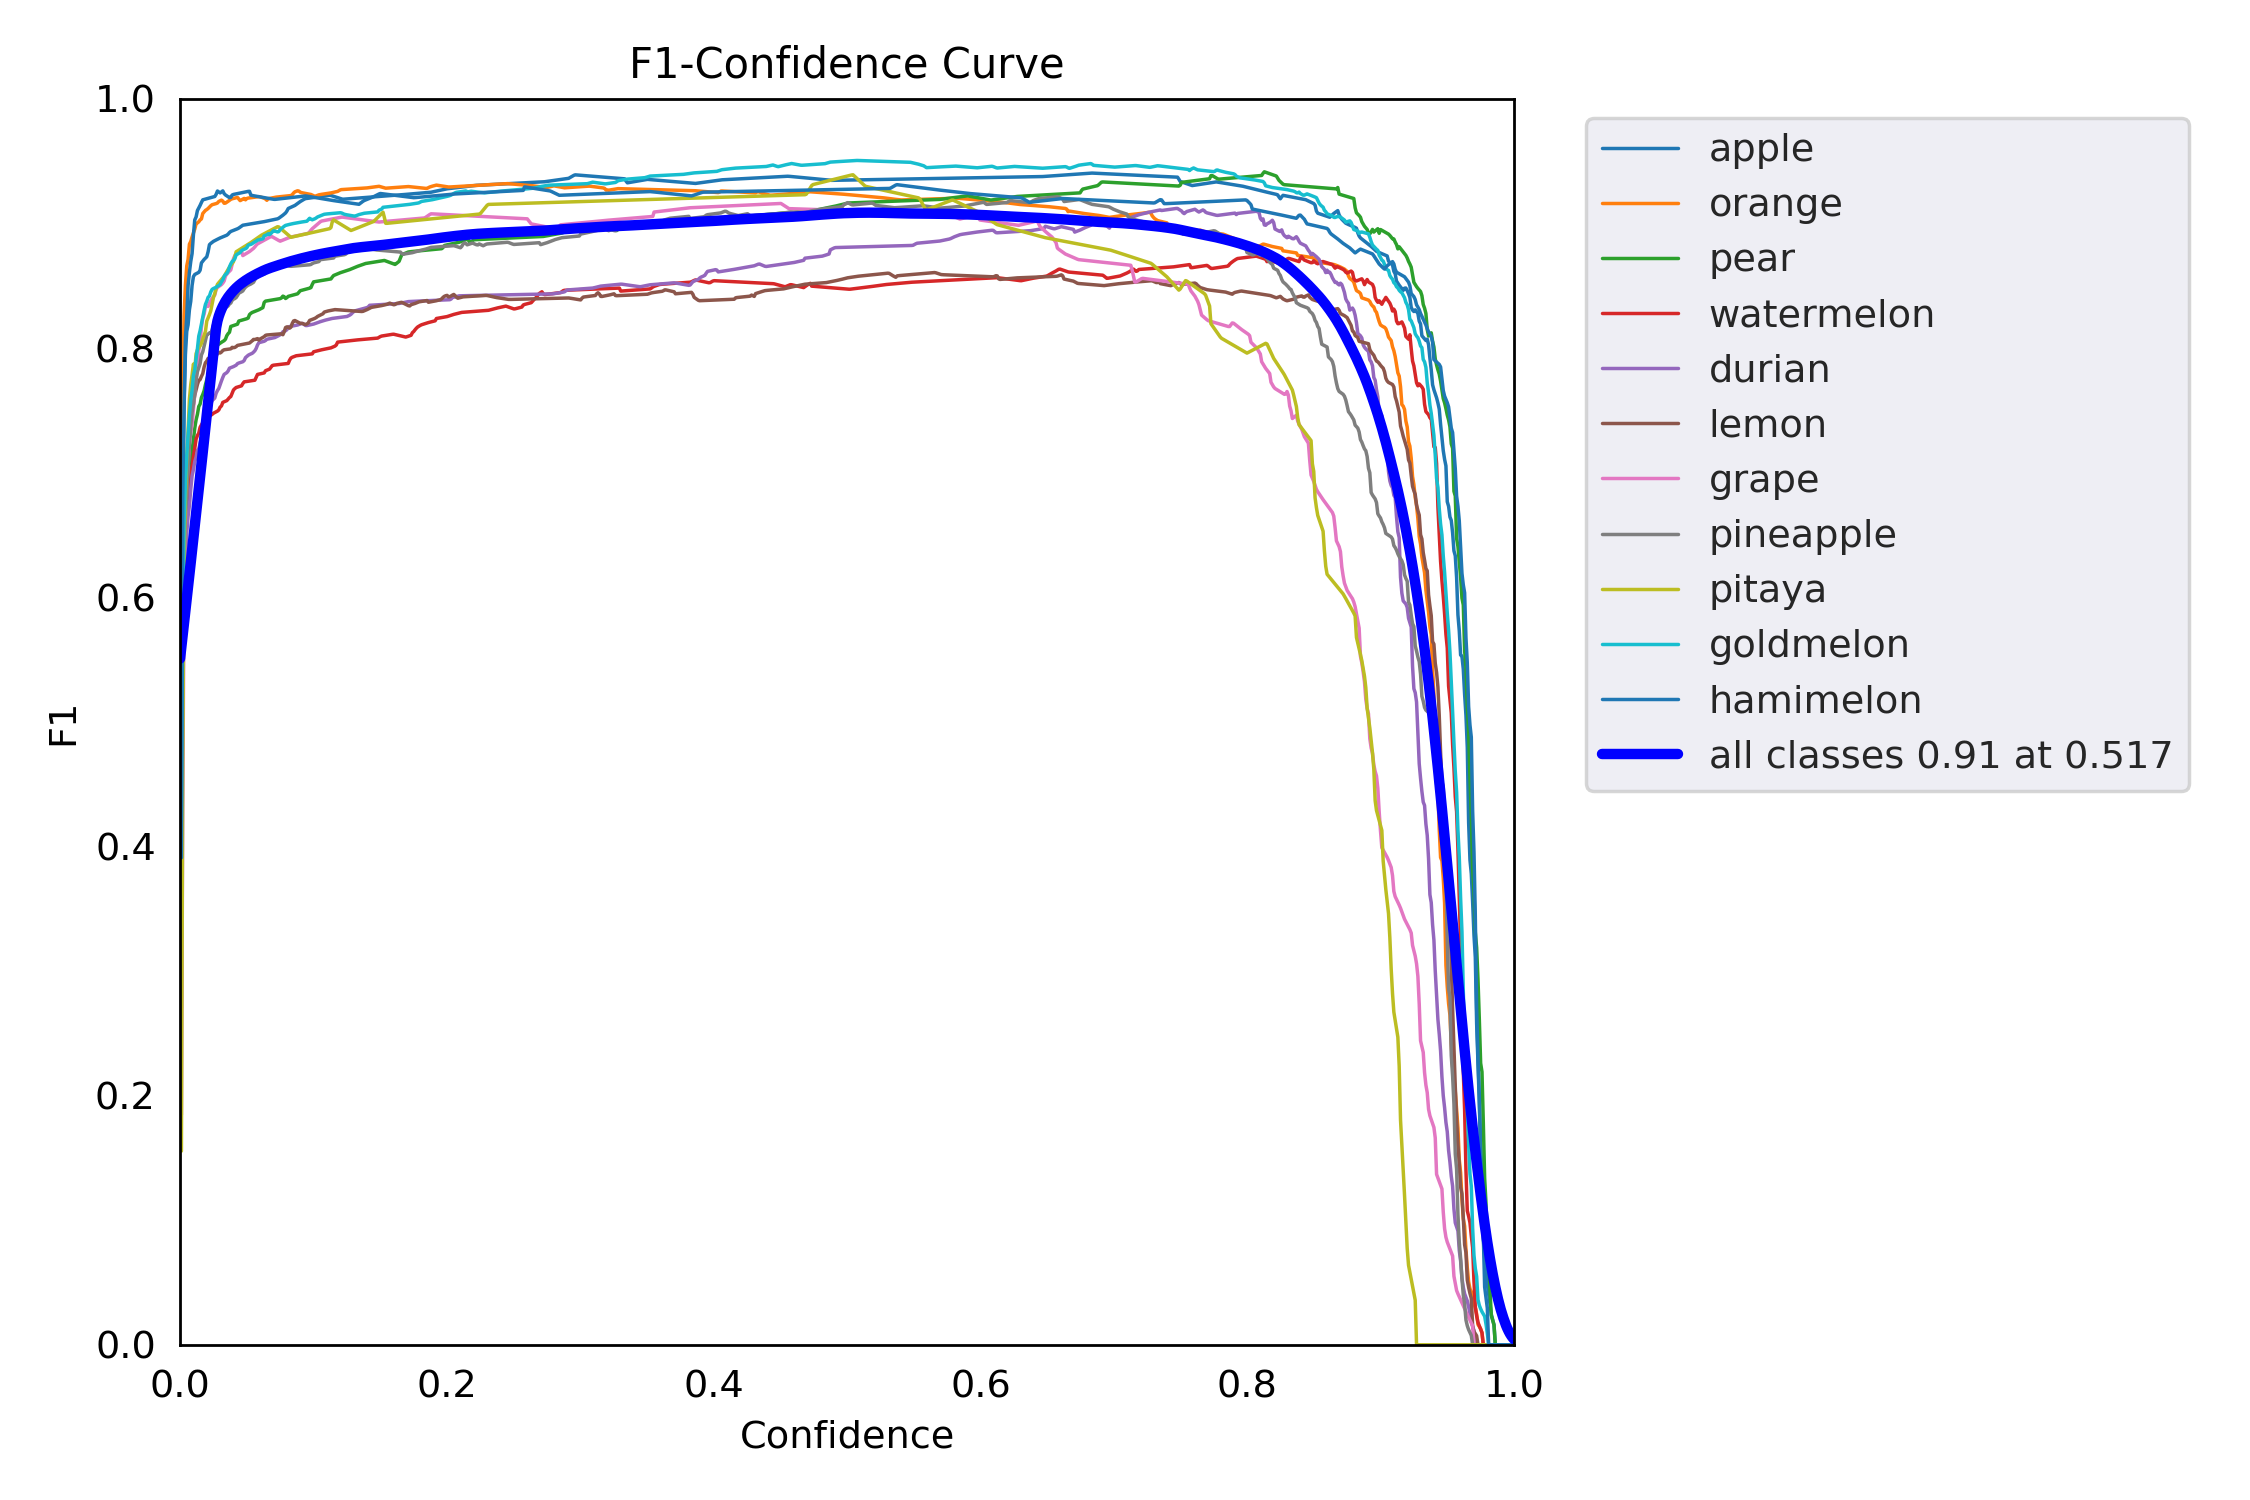 F1-Confidence Curve
1.0
0.8
0.6
0.4
0.2
0.0
F1
0.0 0.2 0.4 0.6 0.8 1.0
Confidence
apple
orange
pear
watermelon
durian
lemon
grape
pineapple
pitaya
goldmelon
hamimelon
all classes 0.91 at 0.517